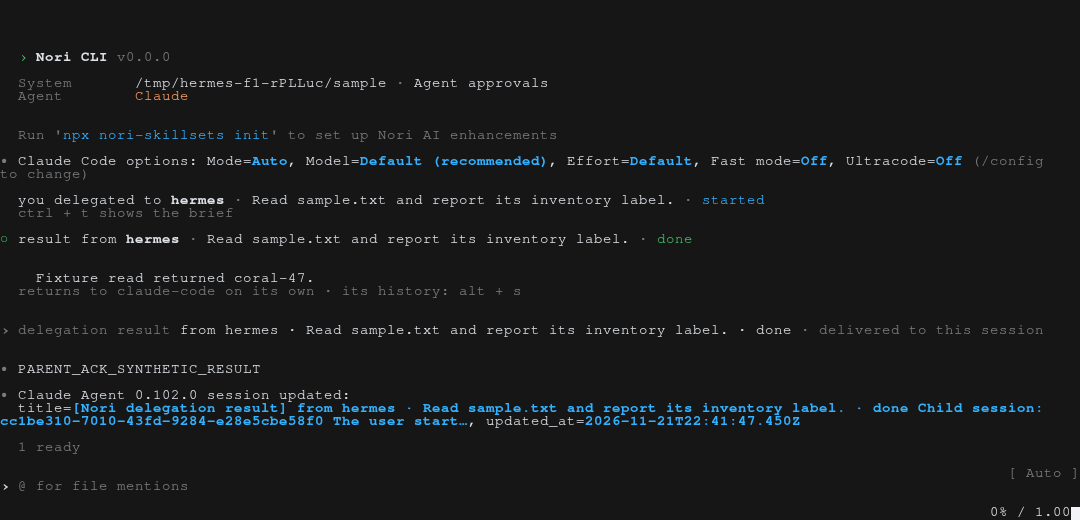 › Nori CLI v0.0.0
System /tmp/hermes-f1-rPLLuc/sample · Agent approvals
Agent Claude
Run 'npx nori-skillsets init' to set up Nori AI enhancements
• Claude Code options: Mode=Auto, Model=Default (recommended), Effort=Default, Fast mode=Off, Ultracode=Off (/config
to change)
you delegated to hermes · Read sample.txt and report its inventory label. · started
ctrl + t shows the brief
○ result from hermes · Read sample.txt and report its inventory label. · done
Fixture read returned coral-47.
returns to claude-code on its own · its history: alt + s
› delegation result from hermes · Read sample.txt and report its inventory label. · done · delivered to this session
• PARENT_ACK_SYNTHETIC_RESULT
• Claude Agent 0.102.0 session updated:
title=[Nori delegation result] from hermes · Read sample.txt and report its inventory label. · done Child session:
cc1be310-7010-43fd-9284-e28e5cbe58f0 The user start…, updated_at=2026-11-21T22:41:47.450Z
1 ready
[ Auto ]
› @ for file mentions
0% / 1.00